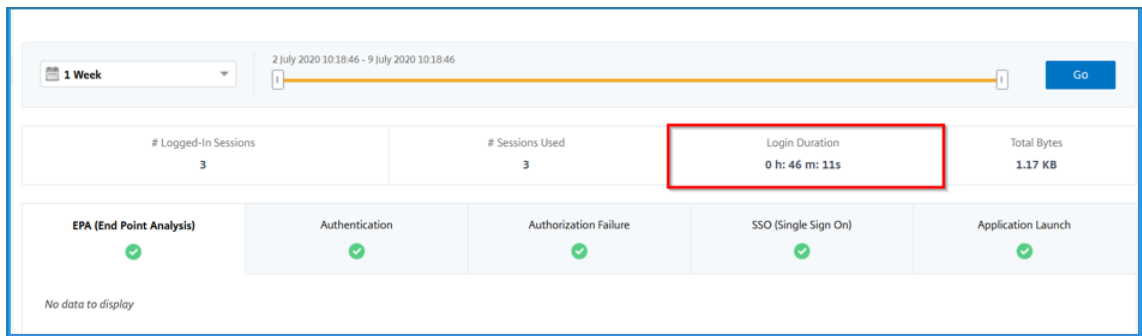 2 July 2020 10:18:46 - 9 July 2020 10:18:46
1 Week
Go
# Logged-In Sessions
3
# Sessions Used
3
Login Duration
0 h: 46 m: 11s
Total Bytes
1.17 KB
EPA (End Point Analysis)
Authentication
Authorization Failure
SSO (Single Sign On)
Application Launch
No data to display